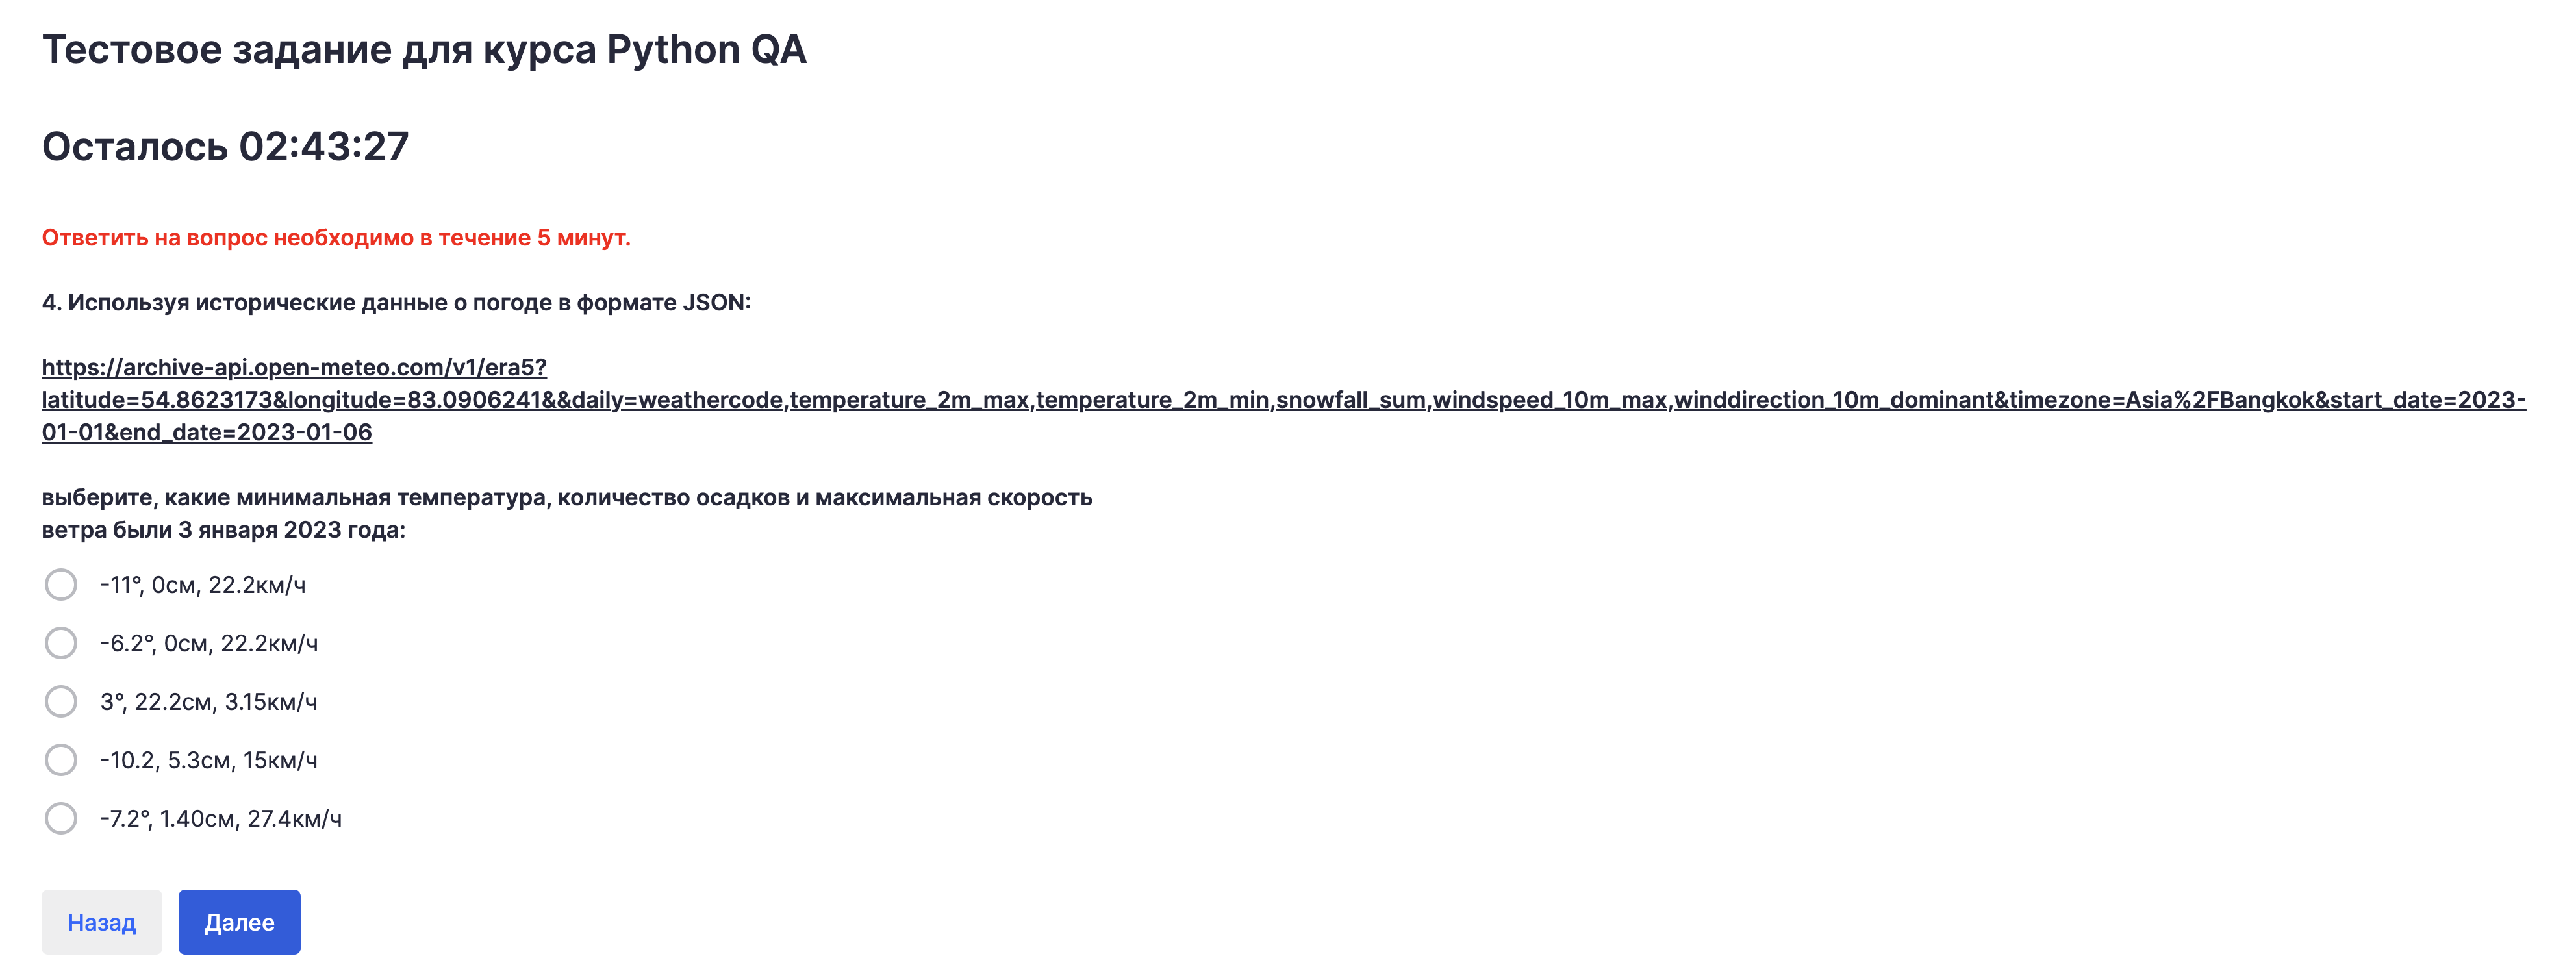 Тестовое задание для курса Python QA
Осталось 02:43:27
Ответить на вопрос необходимо в течение 5 минут.
4. Используя исторические данные о погоде в формате JSON:
https://archive-api.open-meteo.com/v1/era5?
latitude=54.8623173&longitude=83.0906241&&daily=weathercode,temperature_2m_max,temperature_2m_min,snowfall_sum,windspeed_10m_max,winddirection_10m_dominant&timezone=Asia%2FBangkok&start_date=2023-
01-01&end_date=2023-01-06
выберите, какие минимальная температура, количество осадков и максимальная скорость
ветра были 3 января 2023 года:
-11°, 0см, 22.2км/ч
-6.2°, 0см, 22.2км/ч
3°, 22.2см, 3.15км/ч
-10.2, 5.3см, 15км/ч
-7.2°, 1.40см, 27.4км/ч
Назад Далее